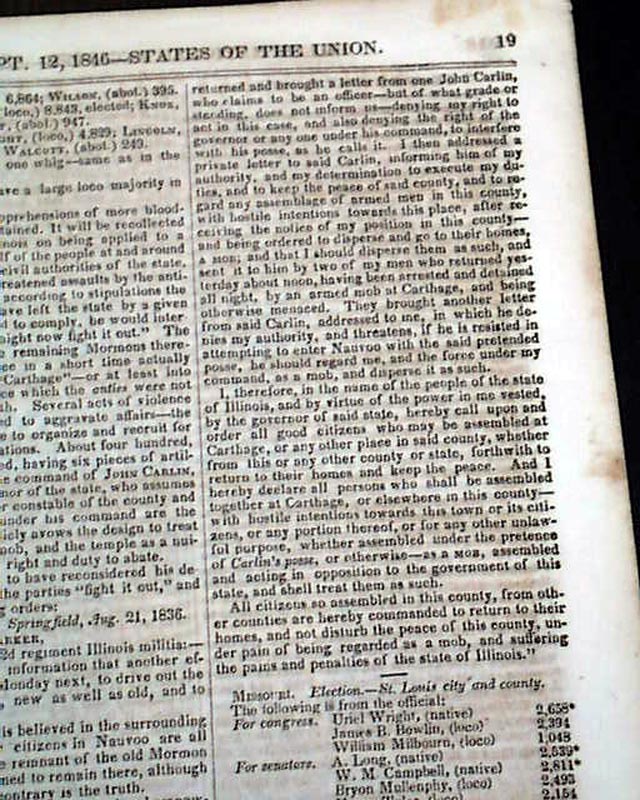 PT. 12, 1846—STATES OF THE UNION.
19
6,864; WILSON, (abol.) 395.
loco,) 8,843, elected; KNOX,
, (abol.) 947.
(loco,) 4,829; LINCOLN,
WALCOTT, (abol.) 249.
one whig—same as in the
ave a large loco majority in
pprehensions of more blood-
tained. It will be recollected
nois on being applied to a
lf of the people at and around
civil authorities of the state,
reatened assaults by the anti-
according to stipulations the
ave left the state by a given
d to comply, he would inter
night now fight it out." The
remaining Mormons there-
ce in a short time actually
"Carthage"—or at least into
ce which the anties were not
th. Several acts of violence
ed to aggravate affairs—the
e to organize and recruit for
ations. About four hundred,
ed, having six pieces of artil-
e command of JOHN CARLIN,
nor of the state, who assumes
er constable of the county and
under his command are the
icly avows the design to treat
mob, and the temple as a nui-
right and duty to abate.
to have reconsidered his de-
the parties "fight it out," and
g orders:
Springfield, Aug. 21, 1836.
ARKER,
2d regiment Illinois militia:—
information that another ef-
Monday next, to drive out the
new as well as old, and to
is believed in the surrounding
citizens in Nauvoo are all
e remnant of the old Mormon
med to remain there, although
contrary is the truth.
returned and brought a letter from one John Carlin,
who claims to be an officer—but of what grade or
standing, does not inform us—denying my right to
act in this case, and also denying the right of the
governor or any one under his command, to interfere
with his posse, as he calls it. I then addressed a
private letter to said Carlin, informing him of my
authority, and my determination to execute my du-
ties, and to keep the peace of said county, and to re-
gard any assemblage of armed men in this county,
with hostile intentions towards this place, after re-
ceiving the notice of my position in this county—
and being ordered to disperse and go to their homes,
a MOB; and that I should disperse them as such, and
sent it to him by two of my men who returned yes-
terday about noon, having been arrested and detained
all night, by an armed mob at Carthage, and being
otherwise menaced. They brought another letter
from said Carlin, addressed to me, in which he de-
nies my authority, and threatens, if he is resisted in
attempting to enter Nauvoo with the said pretended
posse, he should regard me, and the force under my
command, as a mob, and disperse it as such.
I, therefore, in the name of the people of the state
of Illinois, and by virtue of the power in me vested,
by the governor of said state, hereby call upon and
order all good citizens who may be assembled at
Carthage, or any other place in said county, whether
from this or any other county or state, forthwith to
return to their homes and keep the peace. And I
hereby declare all persons who shall be assembled
together at Carthage, or elsewhere in this county—
with hostile intentions towards this town or its citi-
zens, or any portion thereof, or for any other unlaw-
ful purpose, whether assembled under the pretence
of Carlin's posse, or otherwise—as a MOB, assembled
and acting in opposition to the government of this
state, and shell treat them as such.
All citizens so assembled in this county, from oth-
er counties are hereby commanded to return to their
homes, and not disturb the peace of this county, un-
der pain of being regarded as a mob, and suffering
the pains and penalties of the state of Illinois."
MISSOURI. Election.—St. Louis city and county.
The following is from the official:
For congress. Uriel Wright, (native) 2,658*
James B. Bowlin, (loco) 2,394
William Milbourn, (loco) 1,048
For senators. A. Long, (native) 2,539*
W. M. Campbell, (native) 2,811*
Bryon Mullenphy, (loco) 2,493
2,154